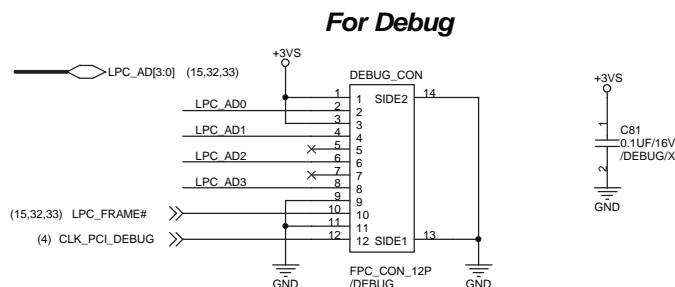 For Debug
+3VS
LPC_AD[3:0] (15,32,33)
DEBUG_CON
1 1 SIDE2 14
LPC_AD0 2 2
3 3
LPC_AD1 4 4
5 5
LPC_AD2 6 6
7 7
LPC_AD3 8 8
9 9
(15,32,33) LPC_FRAME# 10 10
11 11
(4) CLK_PCI_DEBUG 12 12 SIDE1 13
FPC_CON_12P
/DEBUG
GND
GND
+3VS
1
C81
0.1UF/16V
/DEBUG/X
2
GND